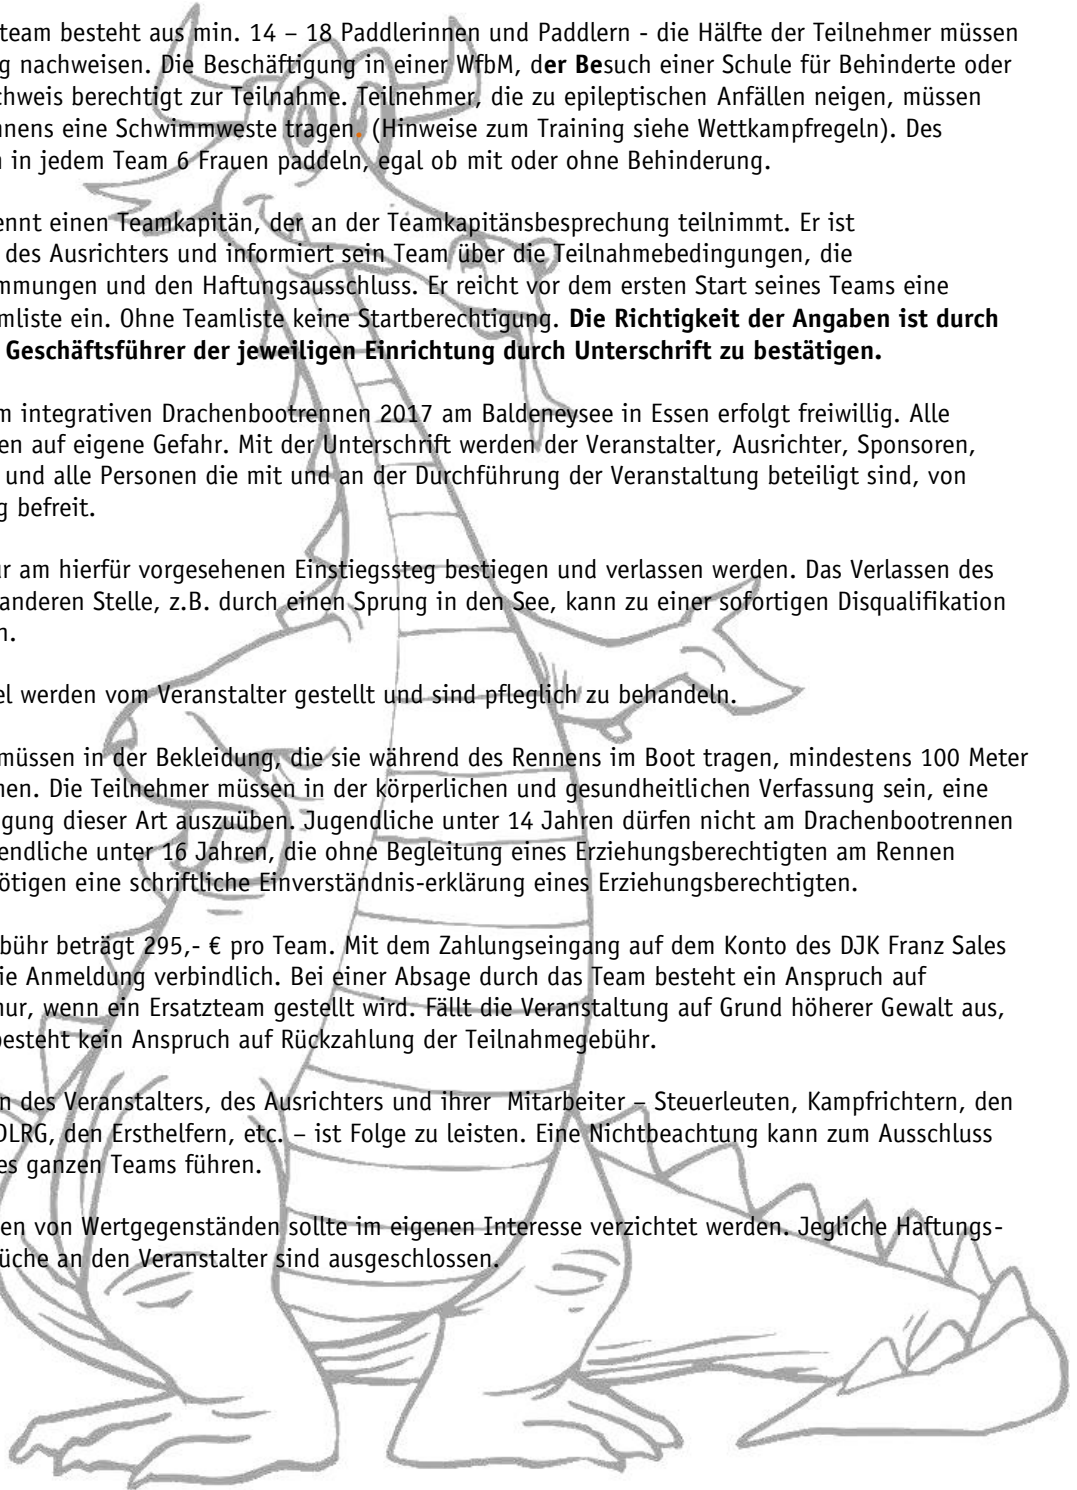 team besteht aus min. 14 – 18 Paddlerinnen und Paddlern - die Hälfte der Teilnehmer müssen
g nachweisen. Die Beschäftigung in einer WfbM, der Besuch einer Schule für Behinderte oder
chweis berechtigt zur Teilnahme. Teilnehmer, die zu epileptischen Anfällen neigen, müssen
nnens eine Schwimmweste tragen. (Hinweise zum Training siehe Wettkampfregeln). Des
n in jedem Team 6 Frauen paddeln, egal ob mit oder ohne Behinderung.
ennt einen Teamkapitän, der an der Teamkapitänsbesprechung teilnimmt. Er ist
des Ausrichters und informiert sein Team über die Teilnahmebedingungen, die
mmungen und den Haftungsausschluss. Er reicht vor dem ersten Start seines Teams eine
mliste ein. Ohne Teamliste keine Startberechtigung. Die Richtigkeit der Angaben ist durch
Geschäftsführer der jeweiligen Einrichtung durch Unterschrift zu bestätigen.
m integrativen Drachenbootrennen 2017 am Baldeneysee in Essen erfolgt freiwillig. Alle
en auf eigene Gefahr. Mit der Unterschrift werden der Veranstalter, Ausrichter, Sponsoren,
und alle Personen die mit und an der Durchführung der Veranstaltung beteiligt sind, von
g befreit.
ur am hierfür vorgesehenen Einstiegssteg bestiegen und verlassen werden. Das Verlassen des
anderen Stelle, z.B. durch einen Sprung in den See, kann zu einer sofortigen Disqualifikation
n.
el werden vom Veranstalter gestellt und sind pfleglich zu behandeln.
müssen in der Bekleidung, die sie während des Rennens im Boot tragen, mindestens 100 Meter
nen. Die Teilnehmer müssen in der körperlichen und gesundheitlichen Verfassung sein, eine
igung dieser Art auszuüben. Jugendliche unter 14 Jahren dürfen nicht am Drachenbootrennen
endliche unter 16 Jahren, die ohne Begleitung eines Erziehungsberechtigten am Rennen
ötigen eine schriftliche Einverständnis-erklärung eines Erziehungsberechtigten.
bühr beträgt 295,- € pro Team. Mit dem Zahlungseingang auf dem Konto des DJK Franz Sales
ie Anmeldung verbindlich. Bei einer Absage durch das Team besteht ein Anspruch auf
nur, wenn ein Ersatzteam gestellt wird. Fällt die Veranstaltung auf Grund höherer Gewalt aus,
besteht kein Anspruch auf Rückzahlung der Teilnahmegebühr.
n des Veranstalters, des Ausrichters und ihrer Mitarbeiter – Steuerleuten, Kampfrichtern, den
DLRG, den Ersthelfern, etc. – ist Folge zu leisten. Eine Nichtbeachtung kann zum Ausschluss
es ganzen Teams führen.
en von Wertgegenständen sollte im eigenen Interesse verzichtet werden. Jegliche Haftungs-
üche an den Veranstalter sind ausgeschlossen.